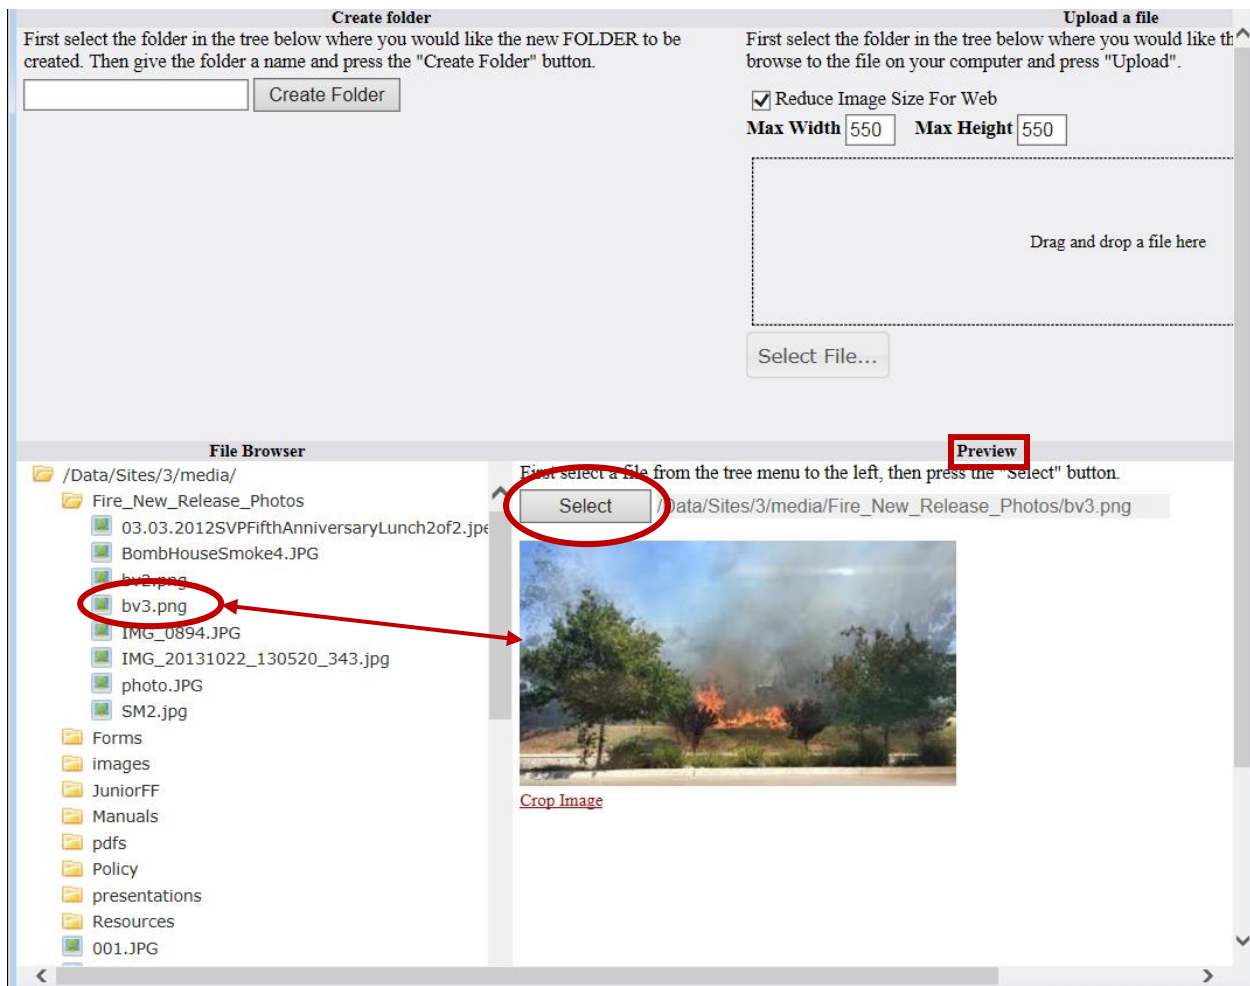 Create folder
First select the folder in the tree below where you would like the new FOLDER to be
created. Then give the folder a name and press the "Create Folder" button.
Create Folder
Upload a file
First select the folder in the tree below where you would like th
browse to the file on your computer and press "Upload".
Reduce Image Size For Web
Max Width 550 Max Height 550
Drag and drop a file here
Select File...
File Browser
/Data/Sites/3/media/
Fire_New_Release_Photos
03.03.2012SVPFifthAnniversaryLunch2of2.jpe
BombHouseSmoke4.JPG
bv2.png
bv3.png
IMG_0894.JPG
IMG_20131022_130520_343.jpg
photo.JPG
SM2.jpg
Forms
images
JuniorFF
Manuals
pdfs
Policy
presentations
Resources
001.JPG
Preview
First select a file from the tree menu to the left, then press the "Select" button.
Select /Data/Sites/3/media/Fire_New_Release_Photos/bv3.png
Crop Image